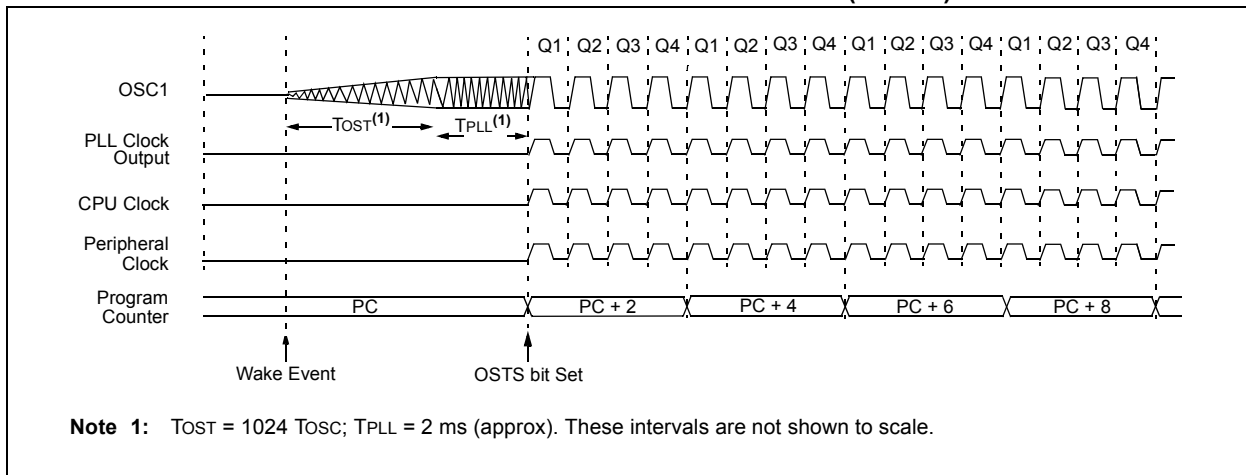 Q1 Q2 Q3 Q4 Q1 Q2 Q3 Q4 Q1 Q2 Q3 Q4 Q1 Q2 Q3 Q4
OSC1
TOST(1) TPLL(1)
PLL Clock
Output
CPU Clock
Peripheral
Clock
Program
Counter
PC PC + 2 PC + 4 PC + 6 PC + 8
Wake Event OSTS bit Set
Note 1: TOST = 1024 TOSC; TPLL = 2 ms (approx). These intervals are not shown to scale.